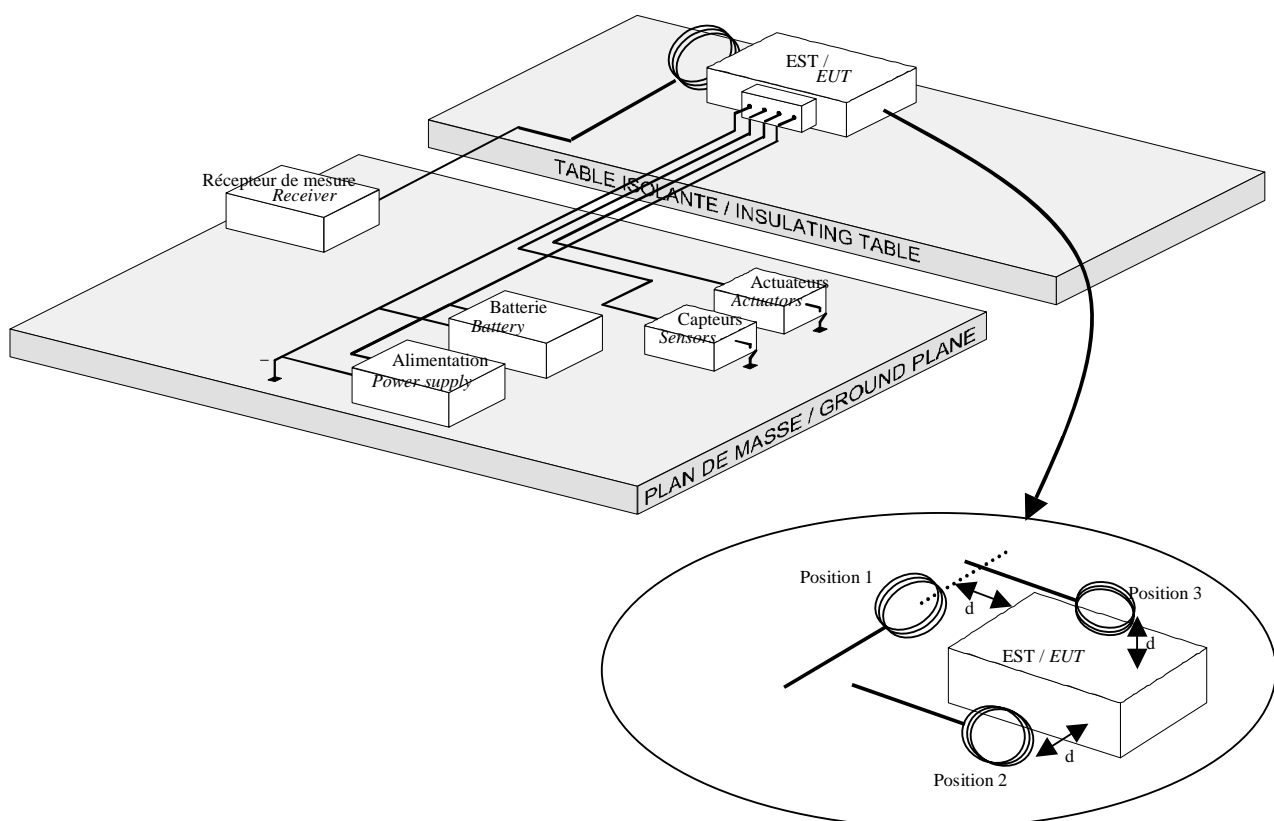 EST /
EUT
TABLE ISOLANTE / INSULATING TABLE
Récepteur de mesure
Receiver
Actuateurs
Actuators
Batterie
Battery
Capteurs
Sensors
–
Alimentation
Power supply
PLAN DE MASSE / GROUND PLANE
Position 1
d
Position 3
d
EST / EUT
d
Position 2